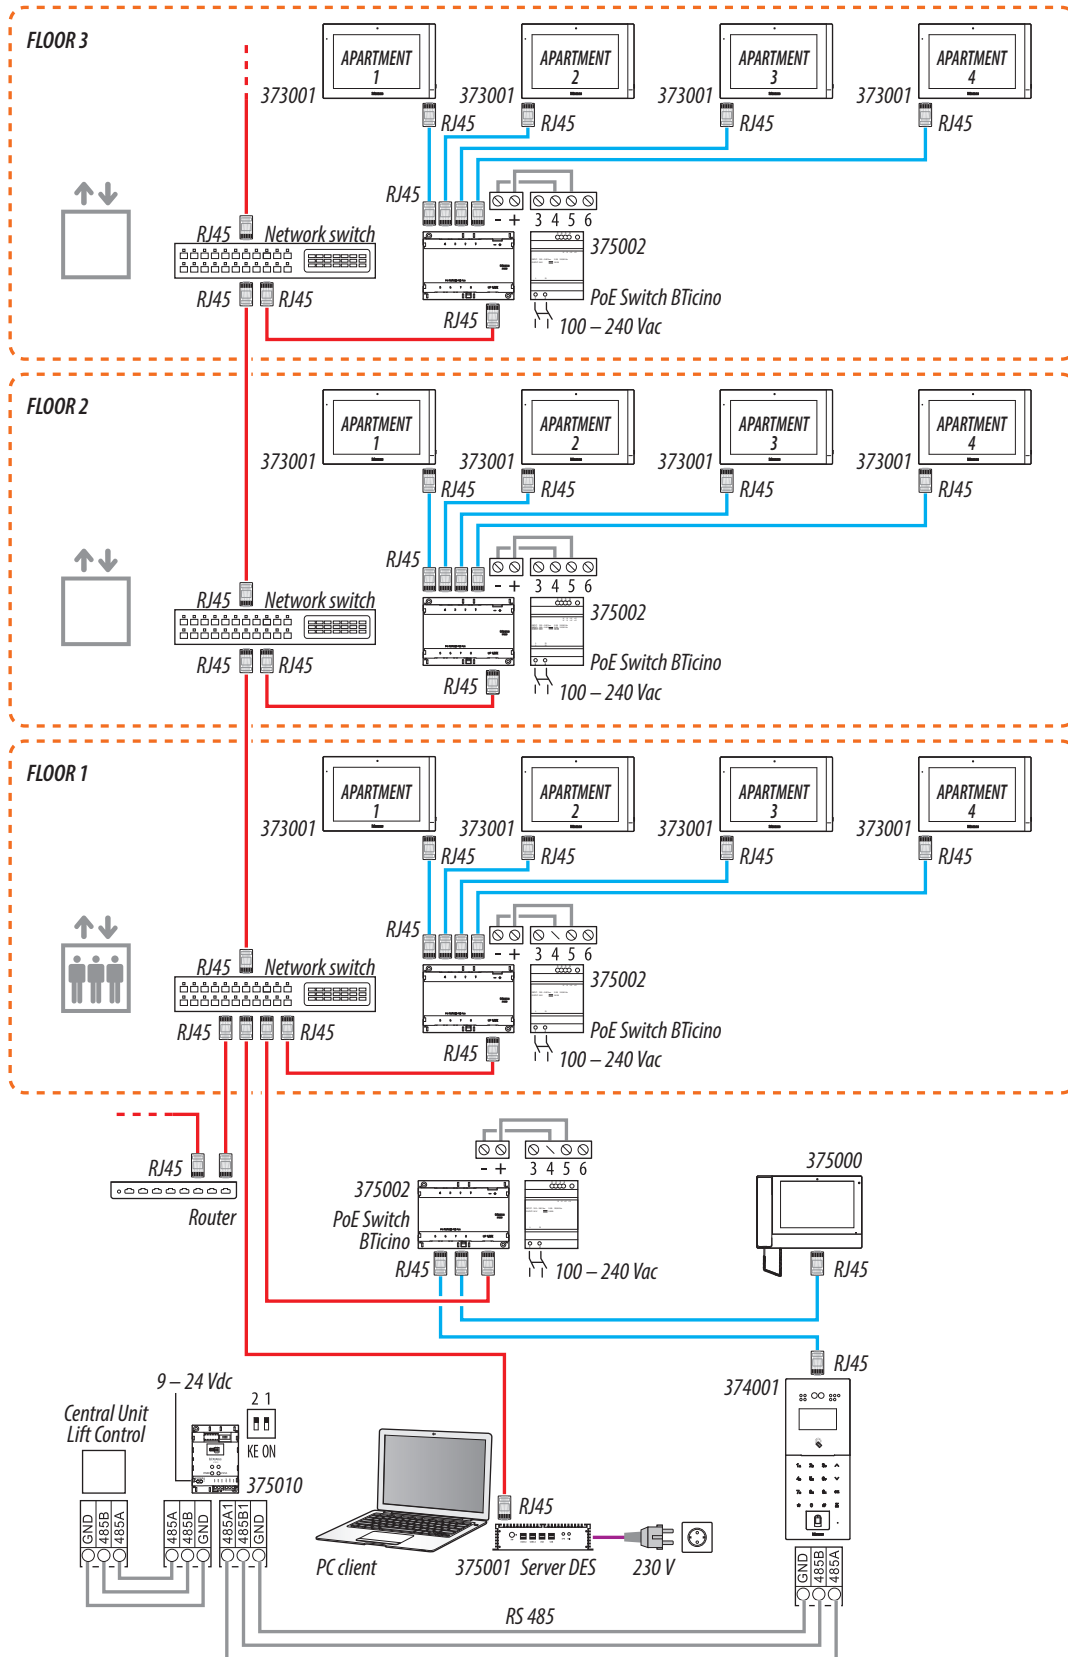 FLOOR 3
APARTMENT 1
APARTMENT 2
APARTMENT 3
APARTMENT 4
373001
373001
373001
373001
RJ45
RJ45
RJ45
RJ45
RJ45
- + 3 4 5 6
RJ45
Network switch
375002
RJ45
RJ45
PoE Switch BTicino
RJ45
100 – 240 Vac
FLOOR 2
APARTMENT 1
APARTMENT 2
APARTMENT 3
APARTMENT 4
373001
373001
373001
373001
RJ45
RJ45
RJ45
RJ45
RJ45
- + 3 4 5 6
RJ45
Network switch
375002
RJ45
RJ45
PoE Switch BTicino
RJ45
100 – 240 Vac
FLOOR 1
APARTMENT 1
APARTMENT 2
APARTMENT 3
APARTMENT 4
373001
373001
373001
373001
RJ45
RJ45
RJ45
RJ45
RJ45
- + 3 4 5 6
RJ45
Network switch
375002
RJ45
RJ45
PoE Switch BTicino
RJ45
100 – 240 Vac
- + 3 4 5 6
RJ45
375002
375000
Router
PoE Switch
BTicino
RJ45
100 – 240 Vac
RJ45
RJ45
9 – 24 Vdc
374001
2 1
Central Unit
Lift Control
KE ON
375010
GND
485B
485A
485A
485B
GND
485A1
485B1
GND
RJ45
PC client
375001 Server DES
230 V
GND
485B
485A
RS 485